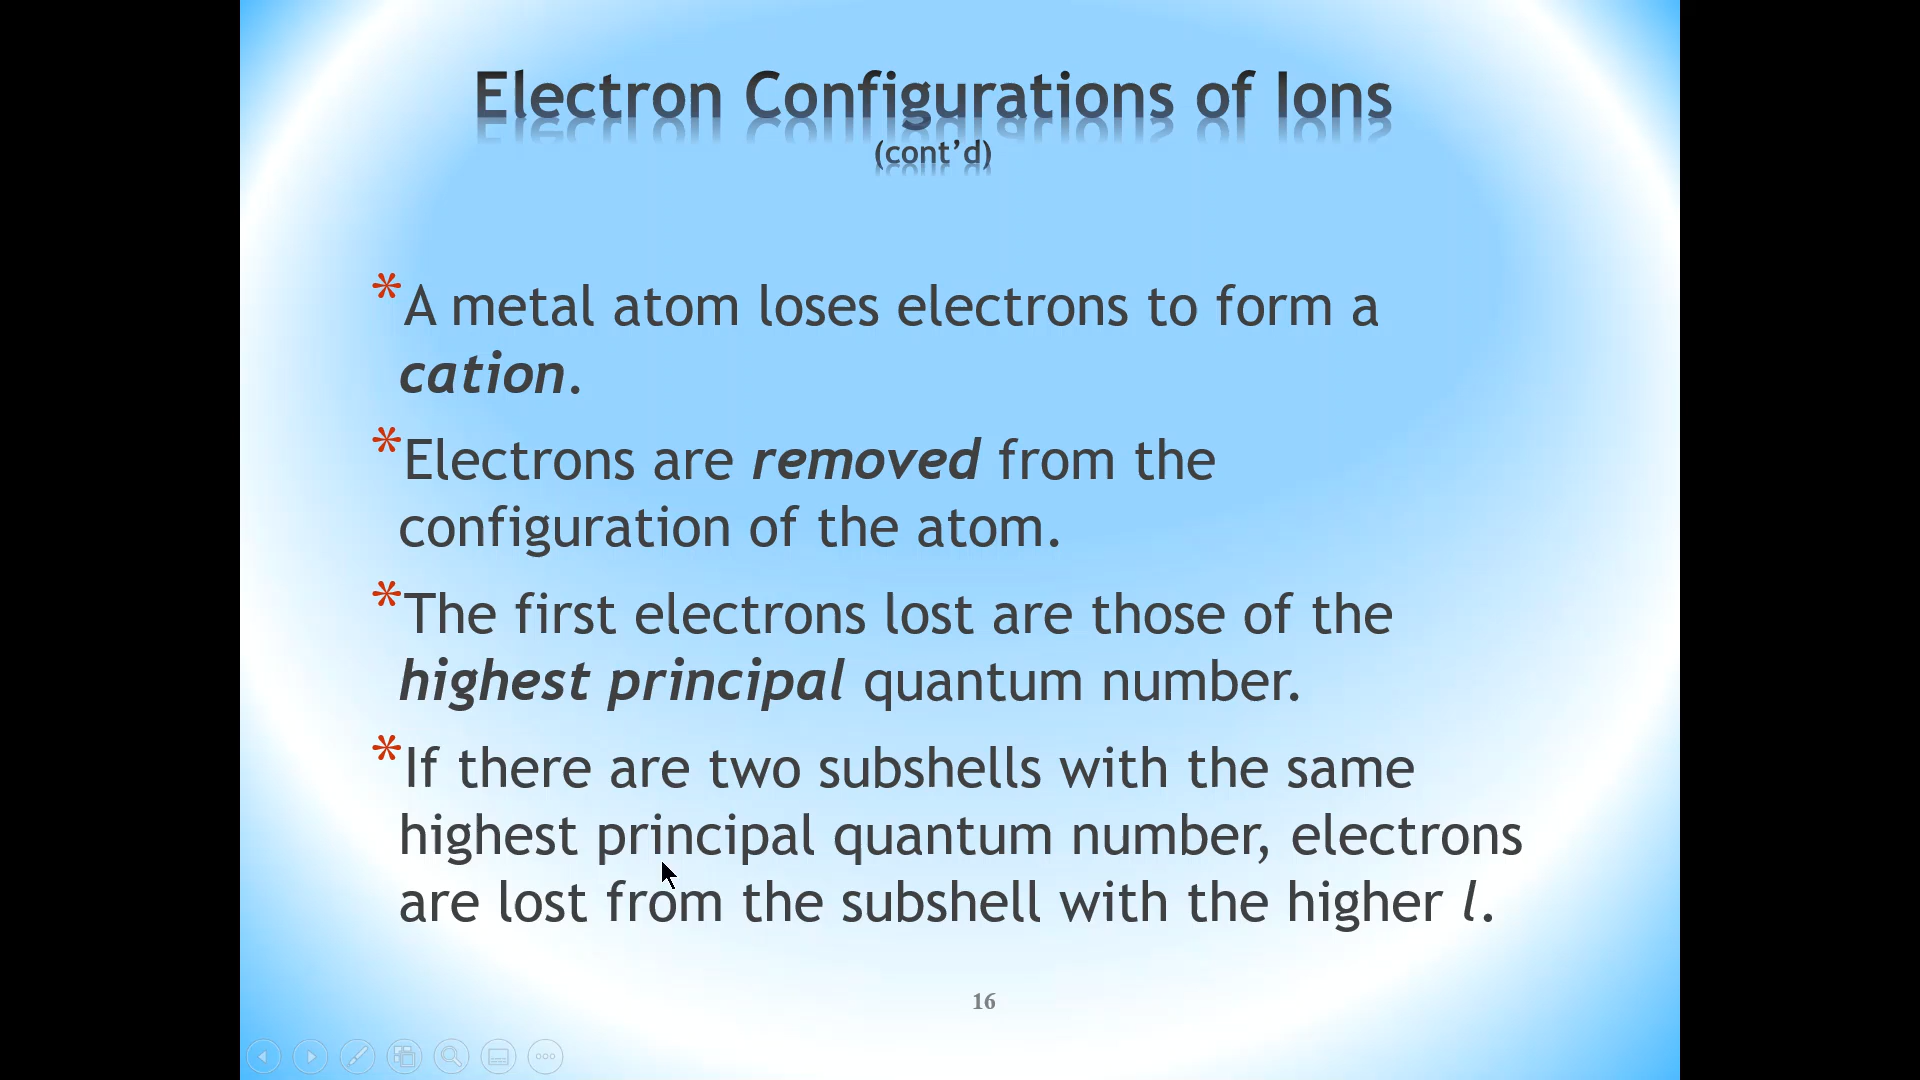 Electron Configurations of Ions
(cont’d)
*A metal atom loses electrons to form a
cation.
*Electrons are removed from the
configuration of the atom.
*The first electrons lost are those of the
highest principal quantum number.
*If there are two subshells with the same
highest principal quantum number, electrons
are lost from the subshell with the higher l.
16